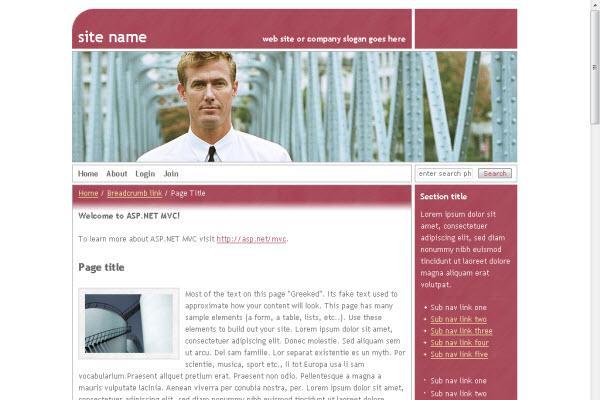 site name
web site or company slogan goes here
Home About Login Join
enter search ph Search
Home / Breadcrumb link / Page Title
Welcome to ASP.NET MVC!
To learn more about ASP.NET MVC visit http://asp.net/mvc.
Page title
Most of the text on this page "Greeked". Its fake text used to
approximate how your content will look. This page has many
sample elements (a form, a table, lists, etc..). Use these
elements to build out your site. Lorem ipsum dolor sit amet,
consectetuer adipiscing elit. Donec molestie. Sed aliquam sem
ut arcu. Del sam familie. Lor separat existentie es un myth. Por
scientie, musica, sport etc., li tot Europa usa li sam
vocabularium.Praesent aliquet pretium erat. Praesent non odio. Pellentesque a magna a
mauris vulputate lacinia. Aenean viverra per conubia nostra, per. Lorem ipsum dolor sit amet,
consectetuer adipiscing elit. Donec molestie. Sed aliquam sem ut arcu.
Section title
Lorem ipsum dolor sit
amet, consectetuer
adipiscing elit, sed diam
nonummy nibh euismod
tincidunt ut laoreet dolore
magna aliquam erat
volutpat.
• Sub nav link one
• Sub nav link two
• Sub nav link three
• Sub nav link four
• Sub nav link five
• Sub nav link one
• Sub nav link two